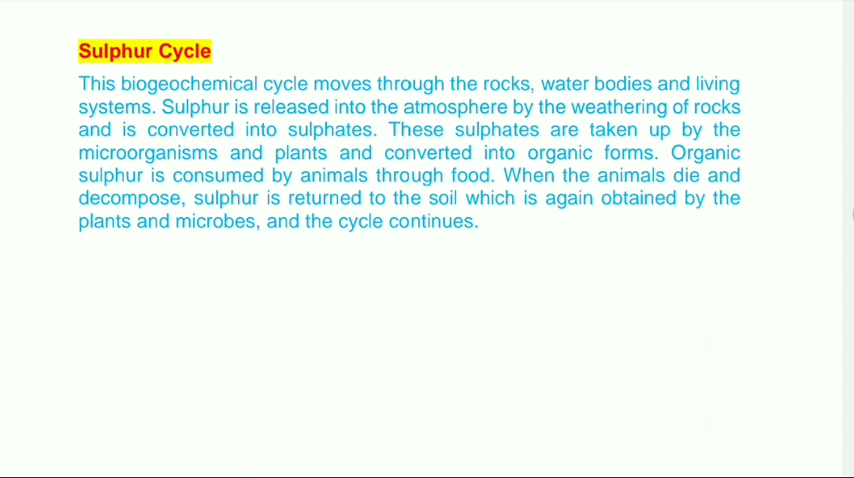 Sulphur Cycle
This biogeochemical cycle moves through the rocks, water bodies and living
systems. Sulphur is released into the atmosphere by the weathering of rocks
and is converted into sulphates. These sulphates are taken up by the
microorganisms and plants and converted into organic forms. Organic
sulphur is consumed by animals through food. When the animals die and
decompose, sulphur is returned to the soil which is again obtained by the
plants and microbes, and the cycle continues.